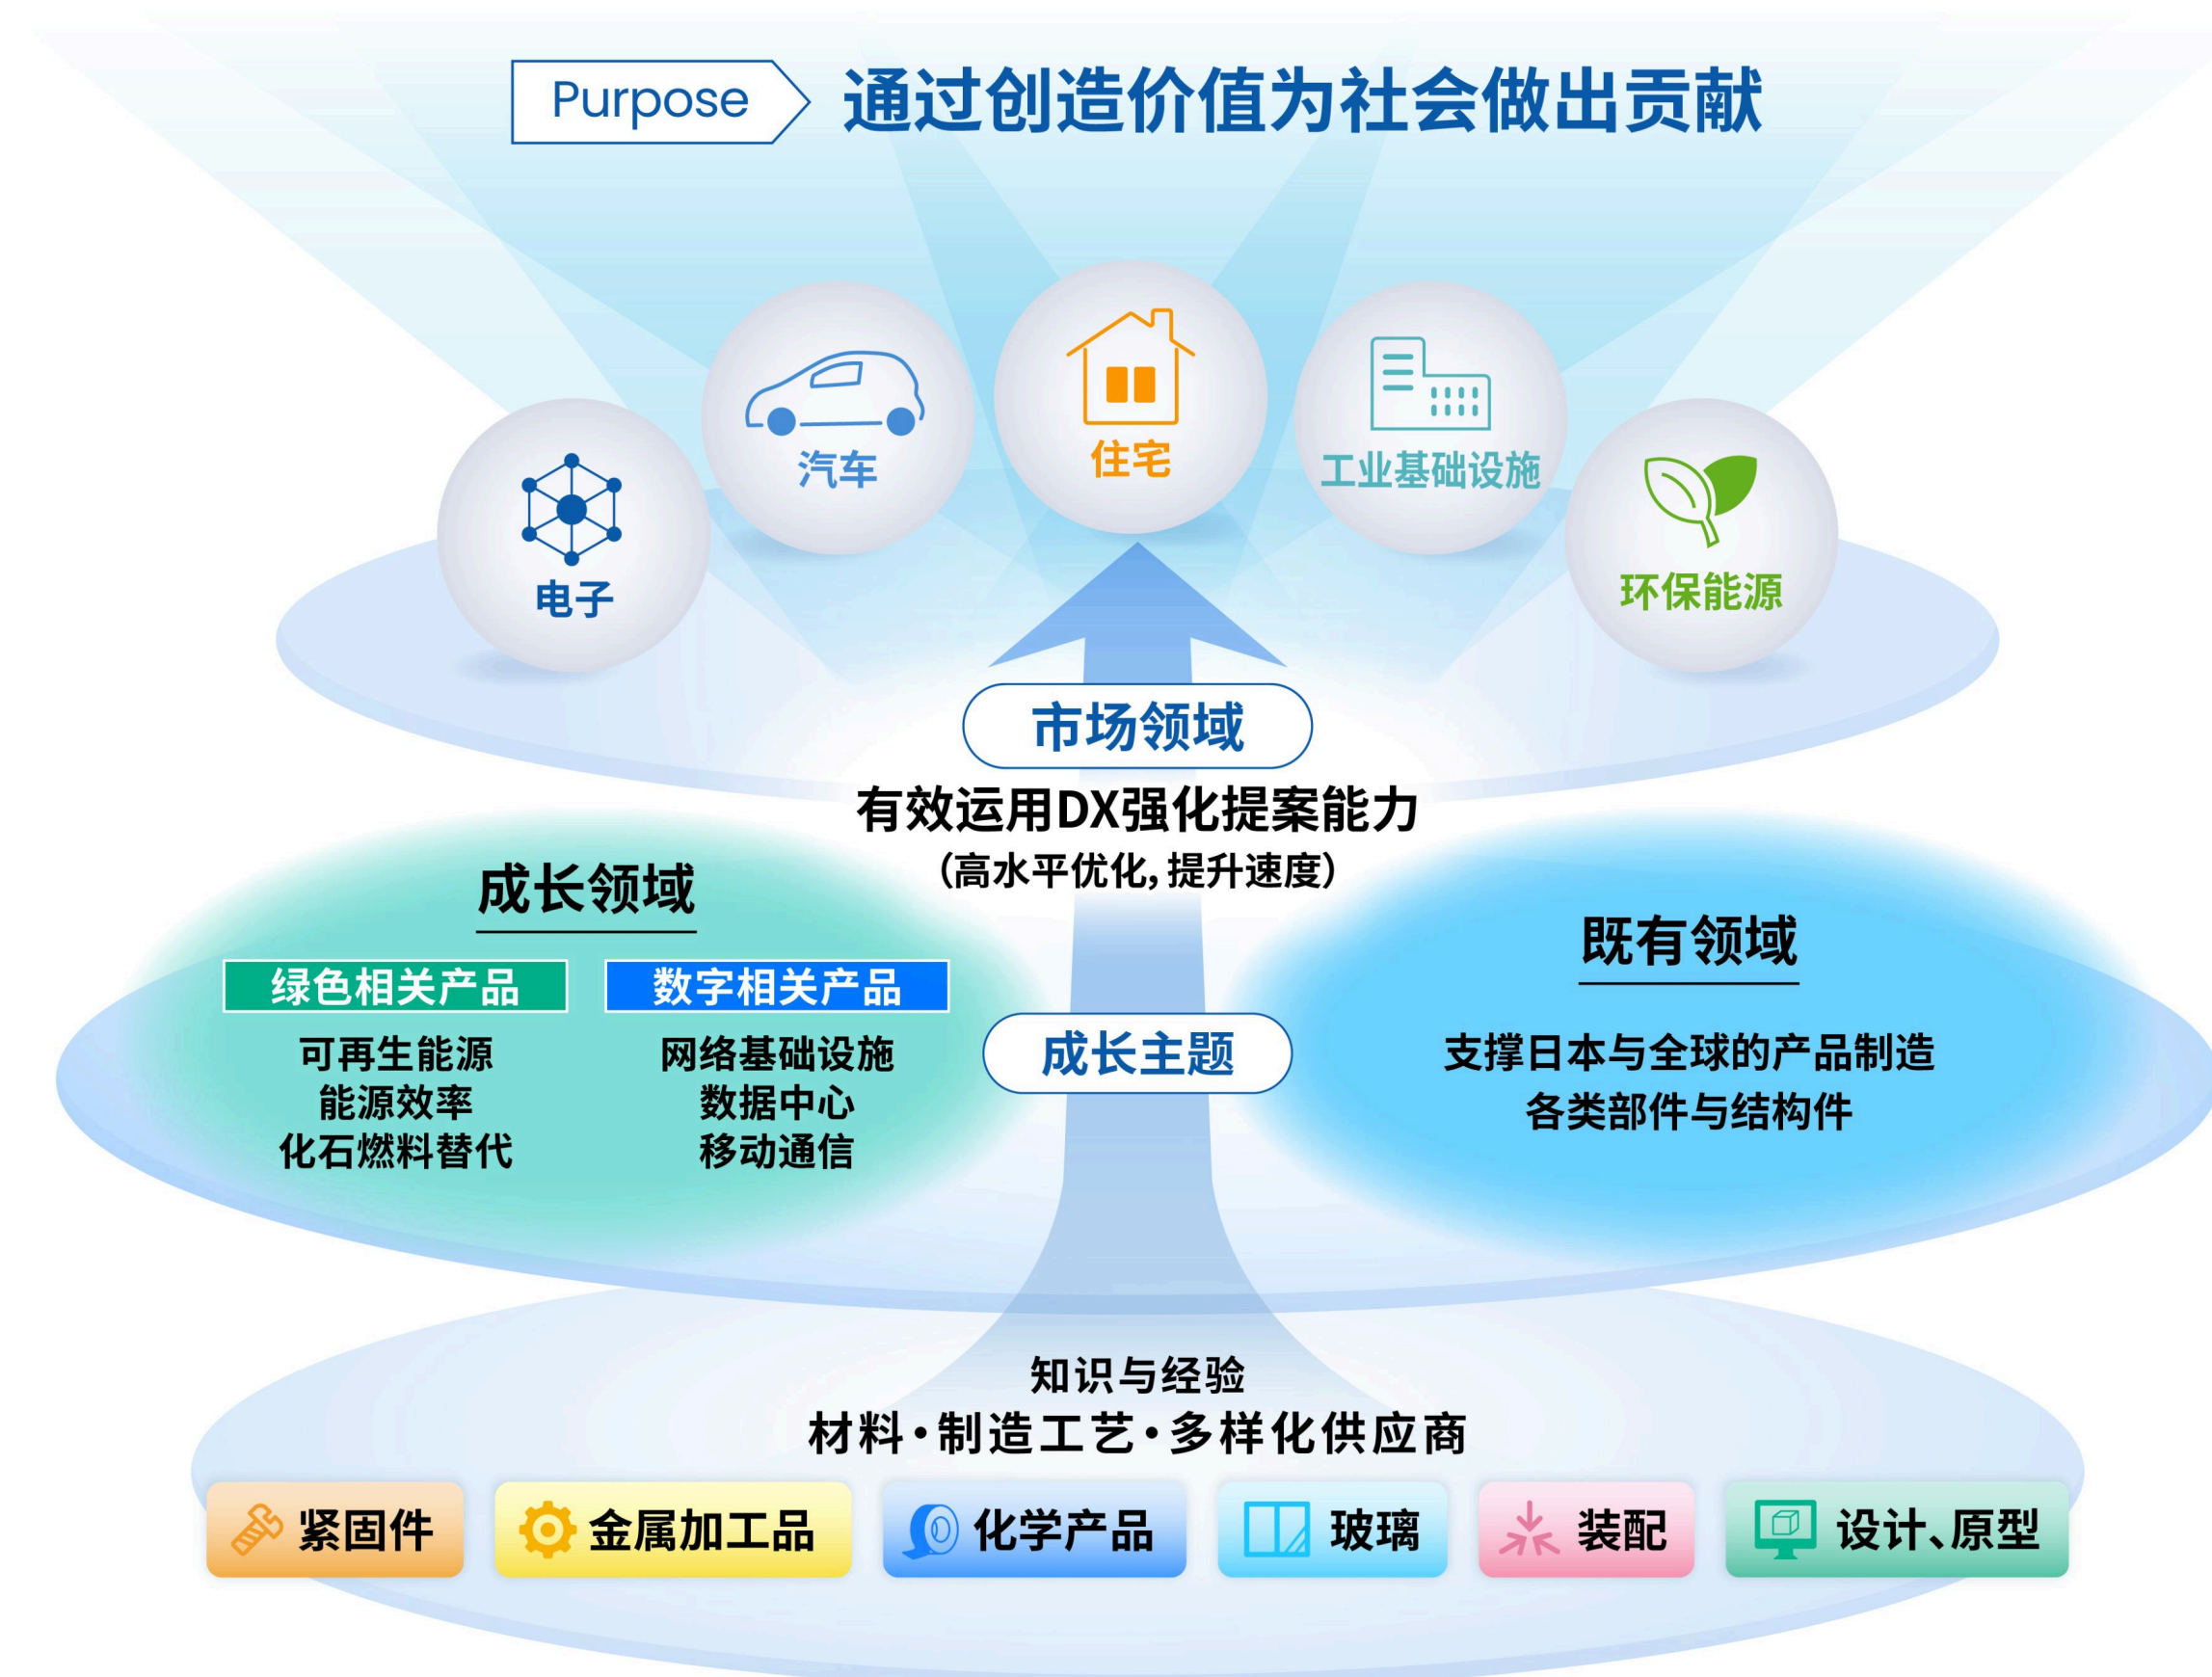 Purpose
通过创造价值为社会做出贡献
电子
汽车
住宅
工业基础设施
环保能源
市场领域
有效运用DX强化提案能力
（高水平优化，提升速度）
成长领域
绿色相关产品
可再生能源
能源效率
化石燃料替代
数字相关产品
网络基础设施
数据中心
移动通信
成长主题
既有领域
支撑日本与全球的产品制造
各类部件与结构件
知识与经验
材料・制造工艺・多样化供应商
紧固件
金属加工品
化学产品
玻璃
装配
设计、原型